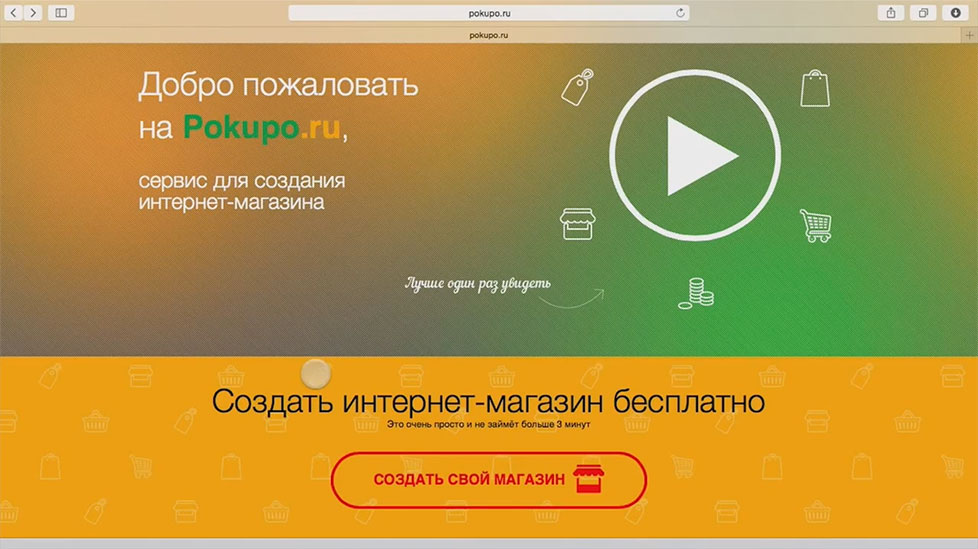 pokupo.ru
pokupo.ru
Добро пожаловать
на Pokupo.ru,
сервис для создания
интернет-магазина
Лучше один раз увидеть
Создать интернет-магазин бесплатно
Это очень просто и не займёт больше 3 минут
СОЗДАТЬ СВОЙ МАГАЗИН